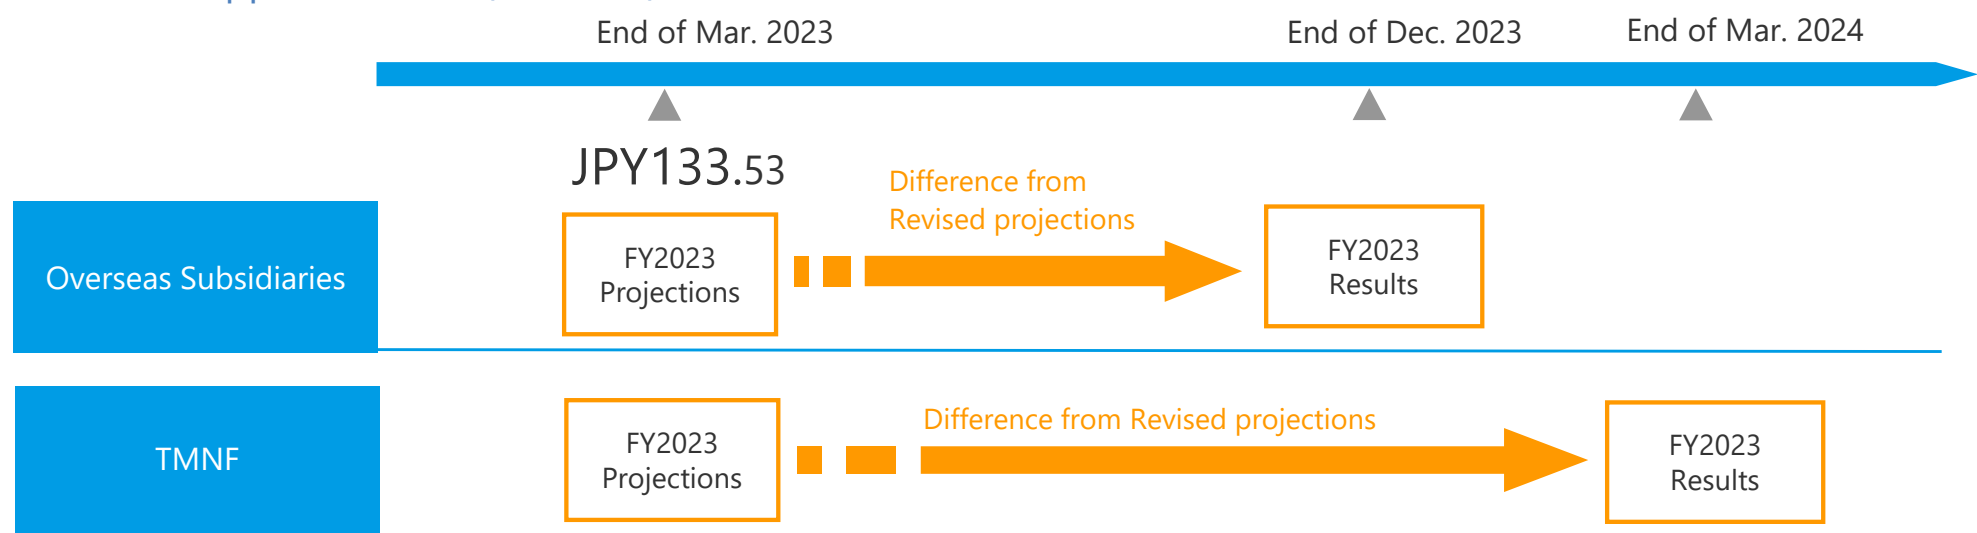 End of Mar. 2023
End of Dec. 2023
End of Mar. 2024
JPY133.53
Difference from
Revised projections
Overseas Subsidiaries
FY2023
Projections
FY2023
Results
Difference from Revised projections
TMNF
FY2023
Projections
FY2023
Results